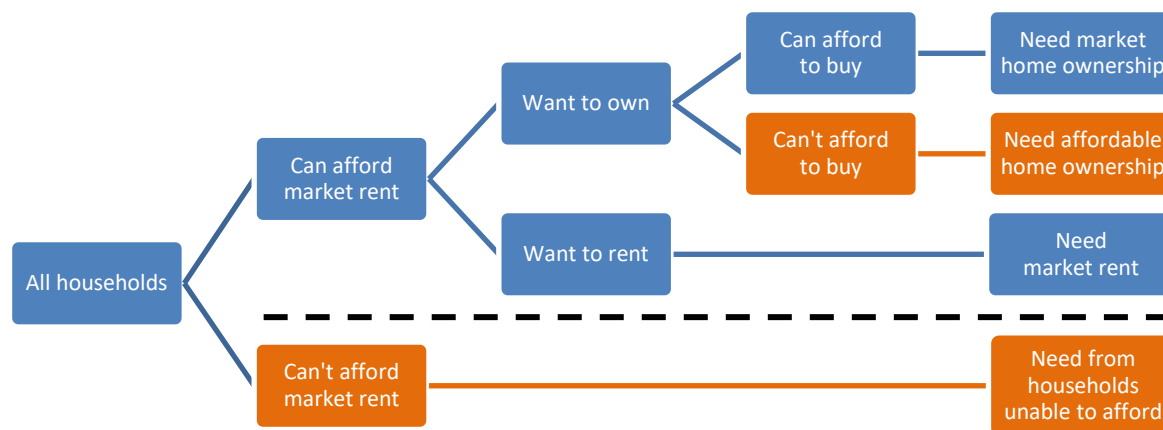 Can afford
to buy
Need market
home ownership
Want to own
Can't afford
to buy
Need affordable
home ownership
Can afford
market rent
Want to rent
Need
market rent
All households
Can't afford
market rent
Need from
households
unable to afford